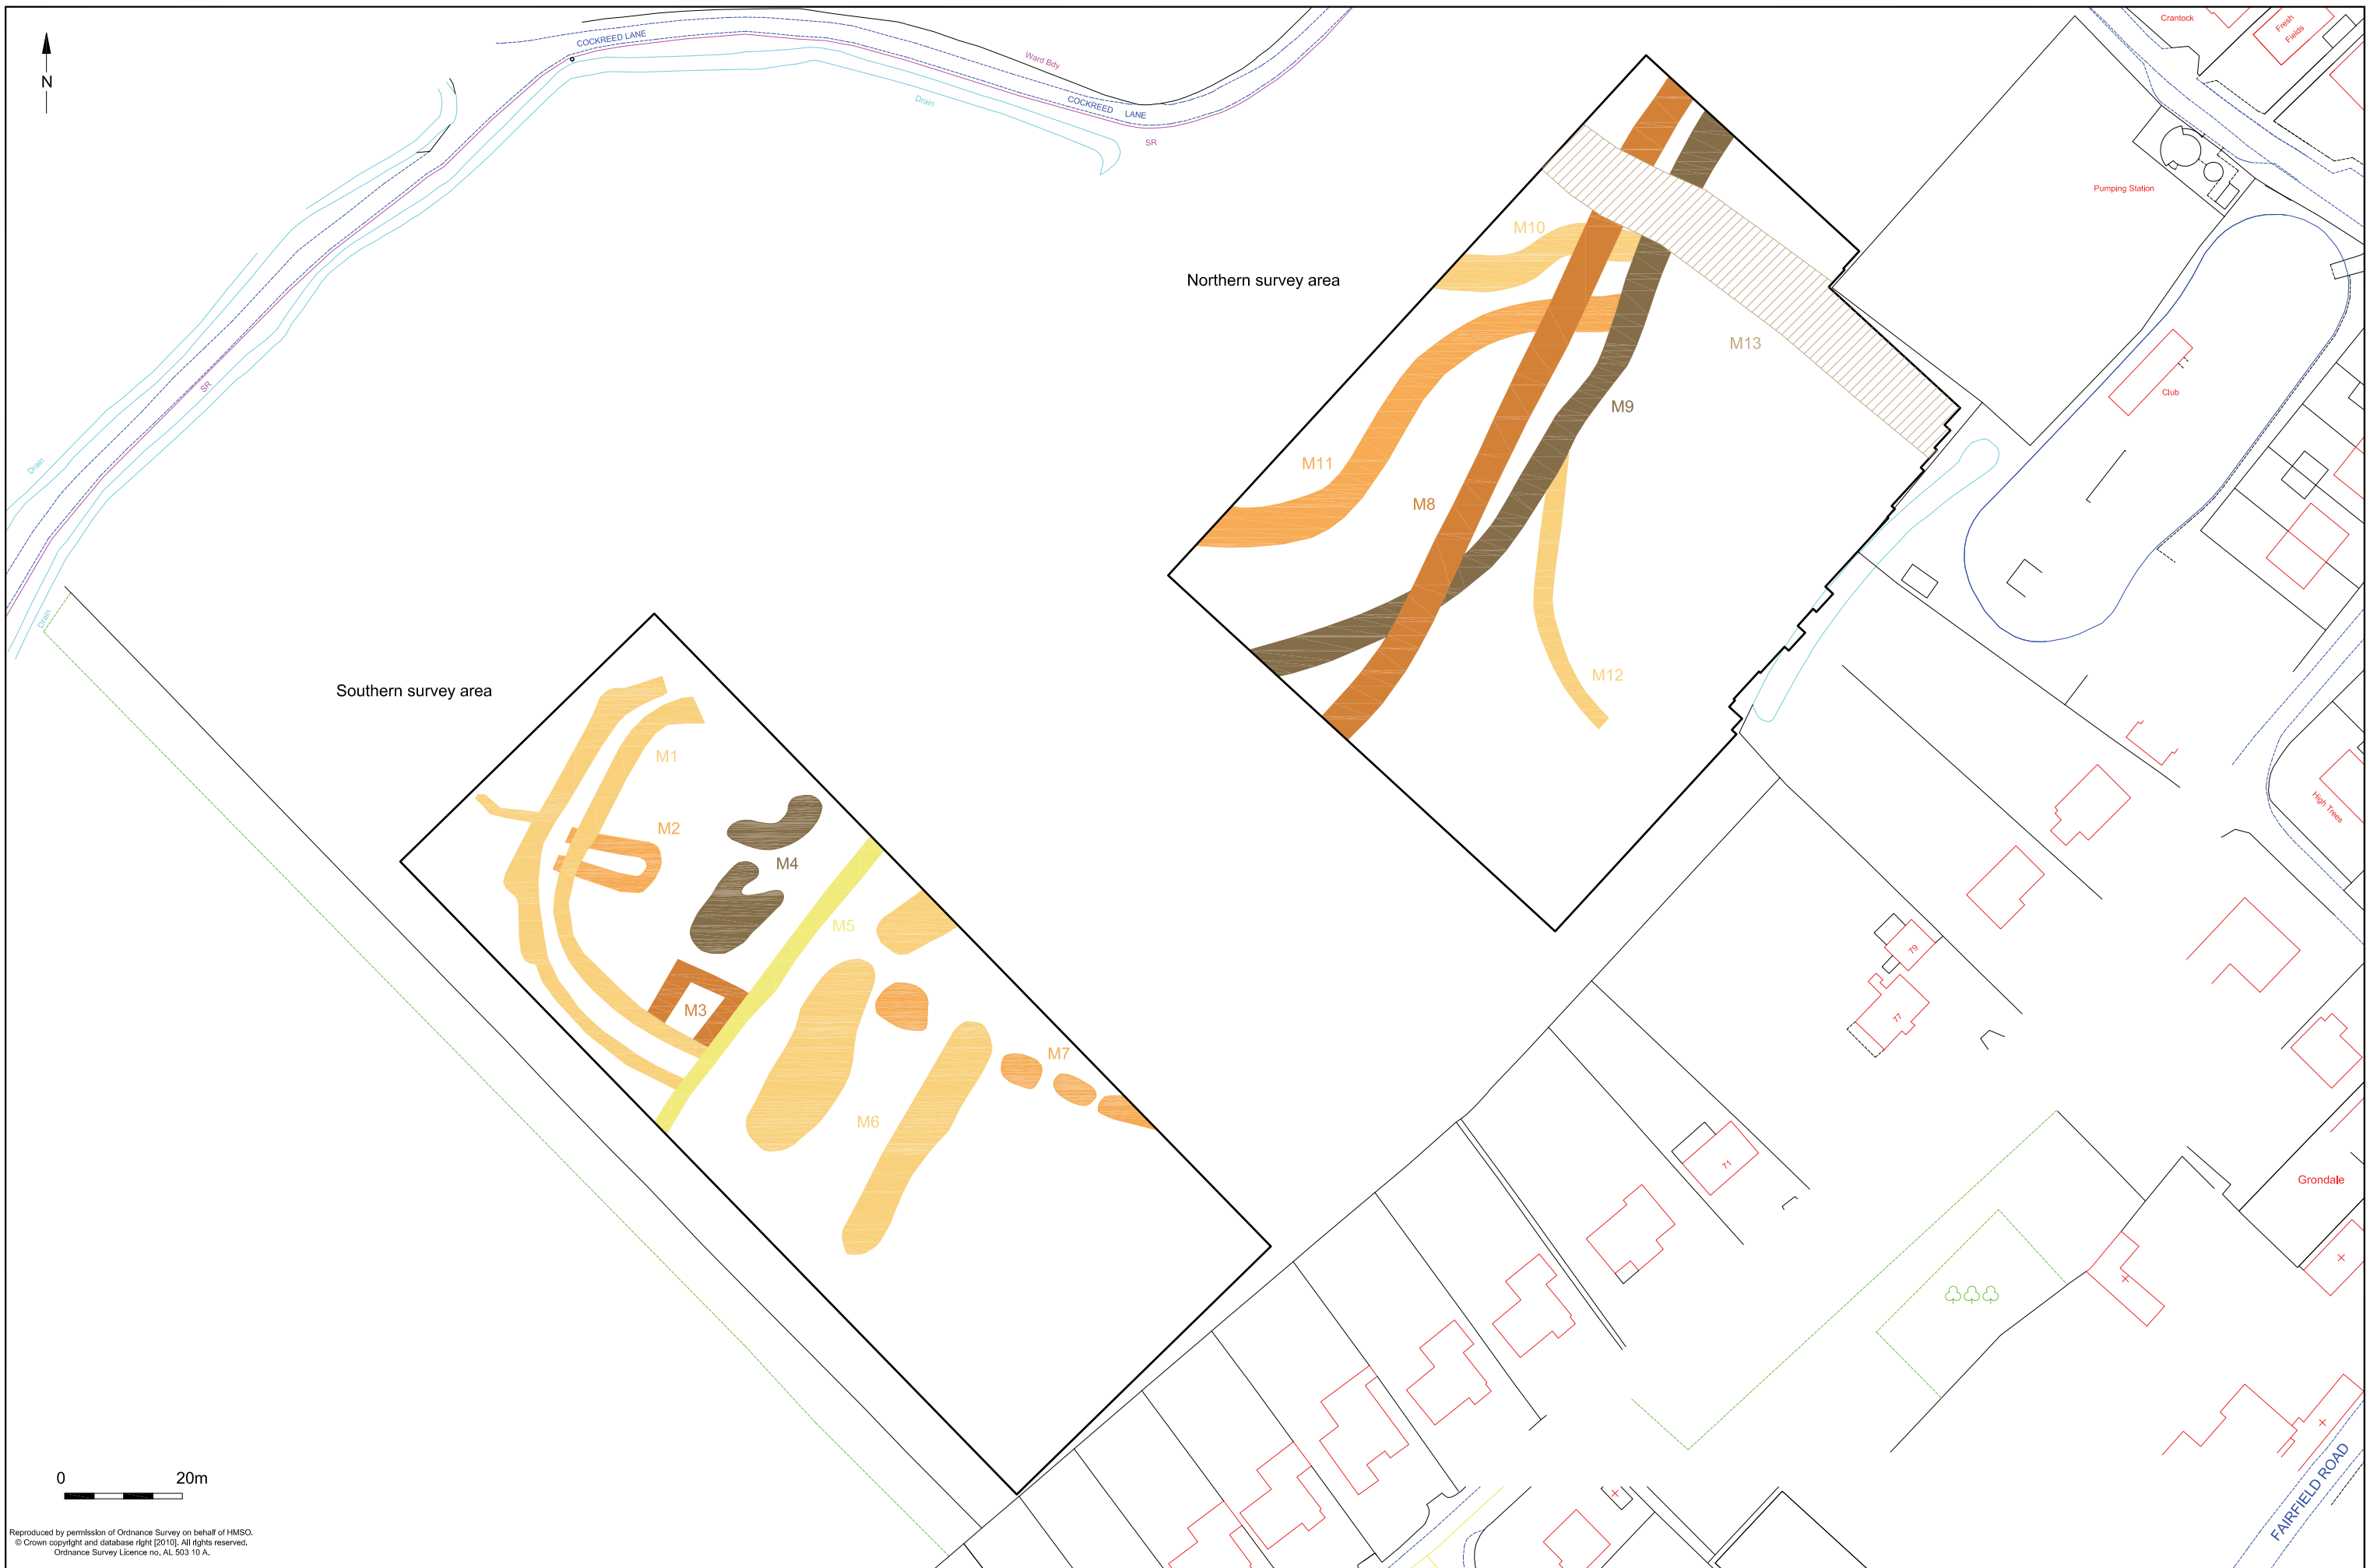 N
COCKREED LANE
Ward Bdy
COCKREED LANE
Drain
SR
Crantock
Fresh
Fields
Pumping Station
Northern survey area
M10
M13
Club
M9
M11
M8
M12
SR
Drain
Drain
Southern survey area
M1
M2
M4
M5
M3
M7
M6
High Trees
79
77
71
Grondale
FAIRFIELD ROAD
0 20m
Reproduced by permission of Ordnance Survey on behalf of HMSO.
© Crown copyright and database right [2010]. All rights reserved.
Ordnance Survey Licence no. AL 503 10 A.